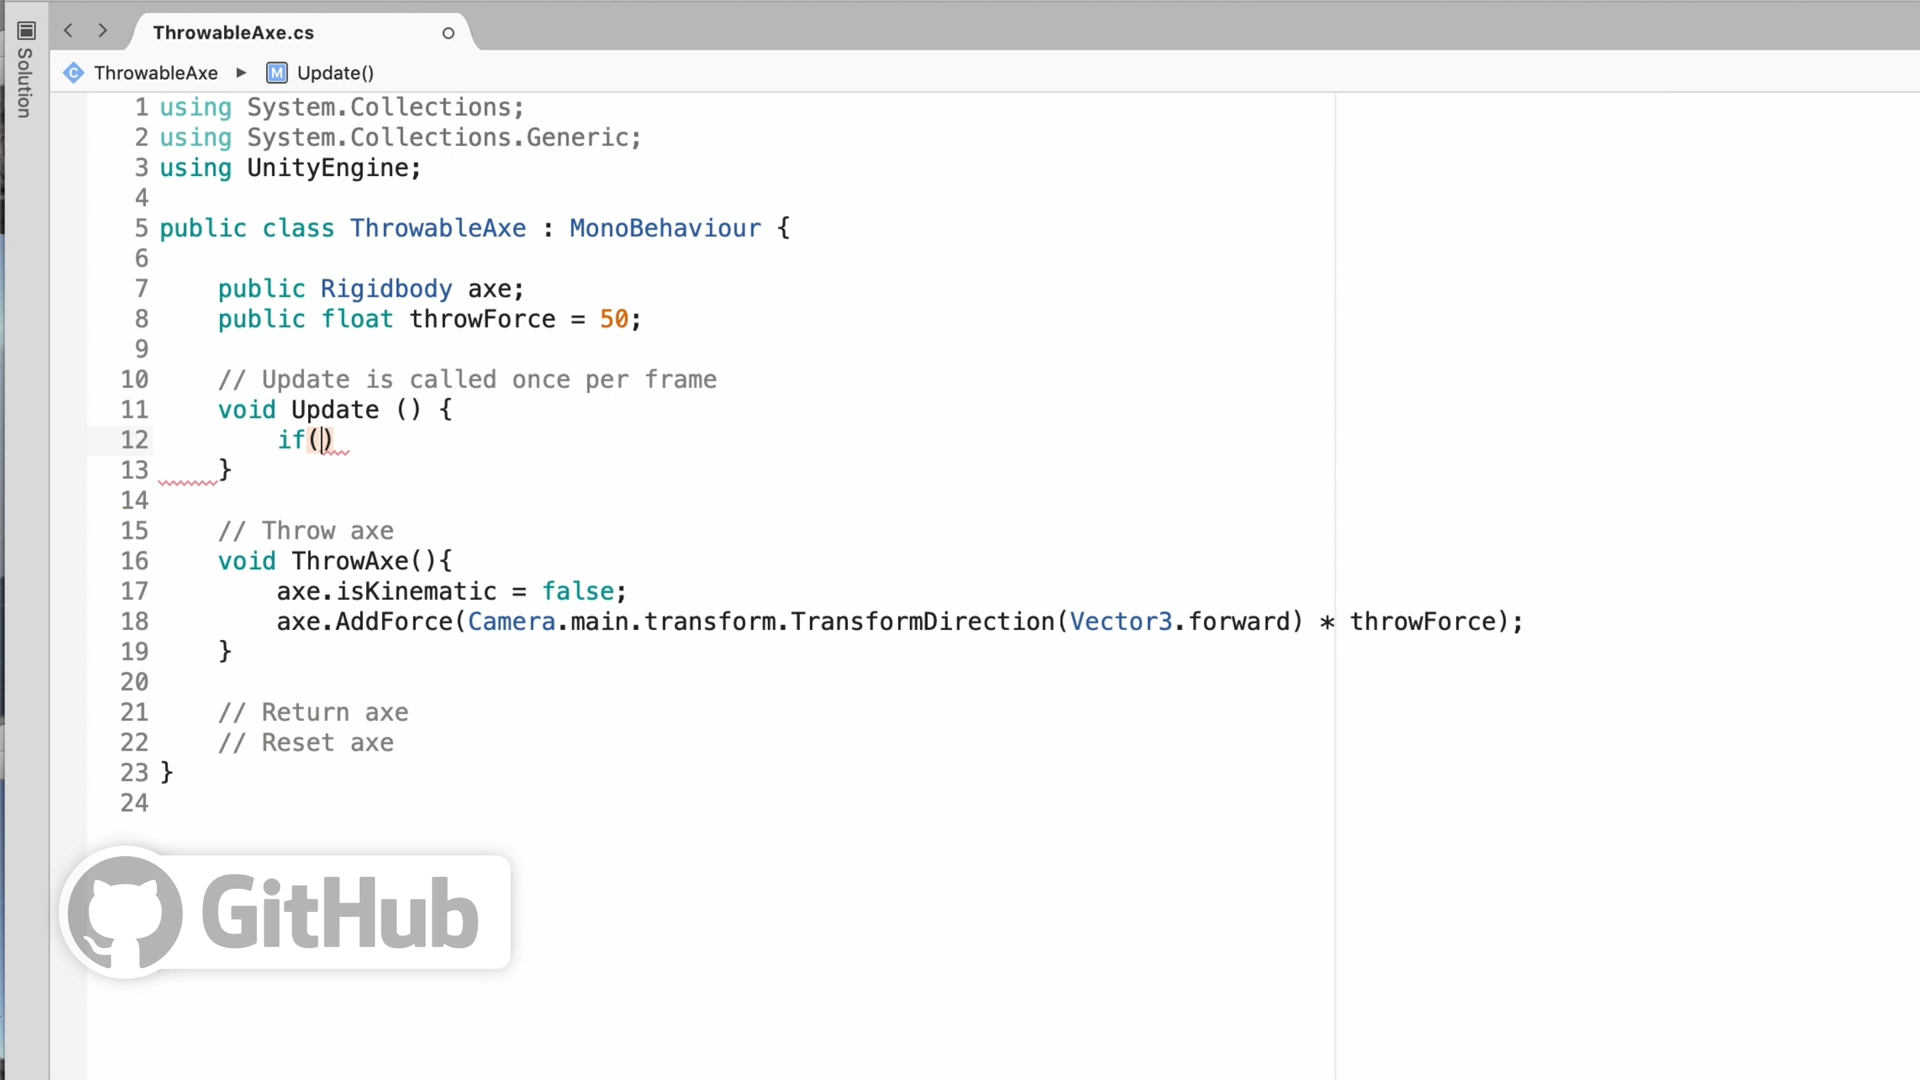 ThrowableAxe.cs
Solution
ThrowableAxe ▸ M Update()
1 using System.Collections;
2 using System.Collections.Generic;
3 using UnityEngine;
4
5 public class ThrowableAxe : MonoBehaviour {
6
7 public Rigidbody axe;
8 public float throwForce = 50;
9
10 // Update is called once per frame
11 void Update () {
12 if()
13 }
14
15 // Throw axe
16 void ThrowAxe(){
17 axe.isKinematic = false;
18 axe.AddForce(Camera.main.transform.TransformDirection(Vector3.forward) * throwForce);
19 }
20
21 // Return axe
22 // Reset axe
23 }
24
GitHub